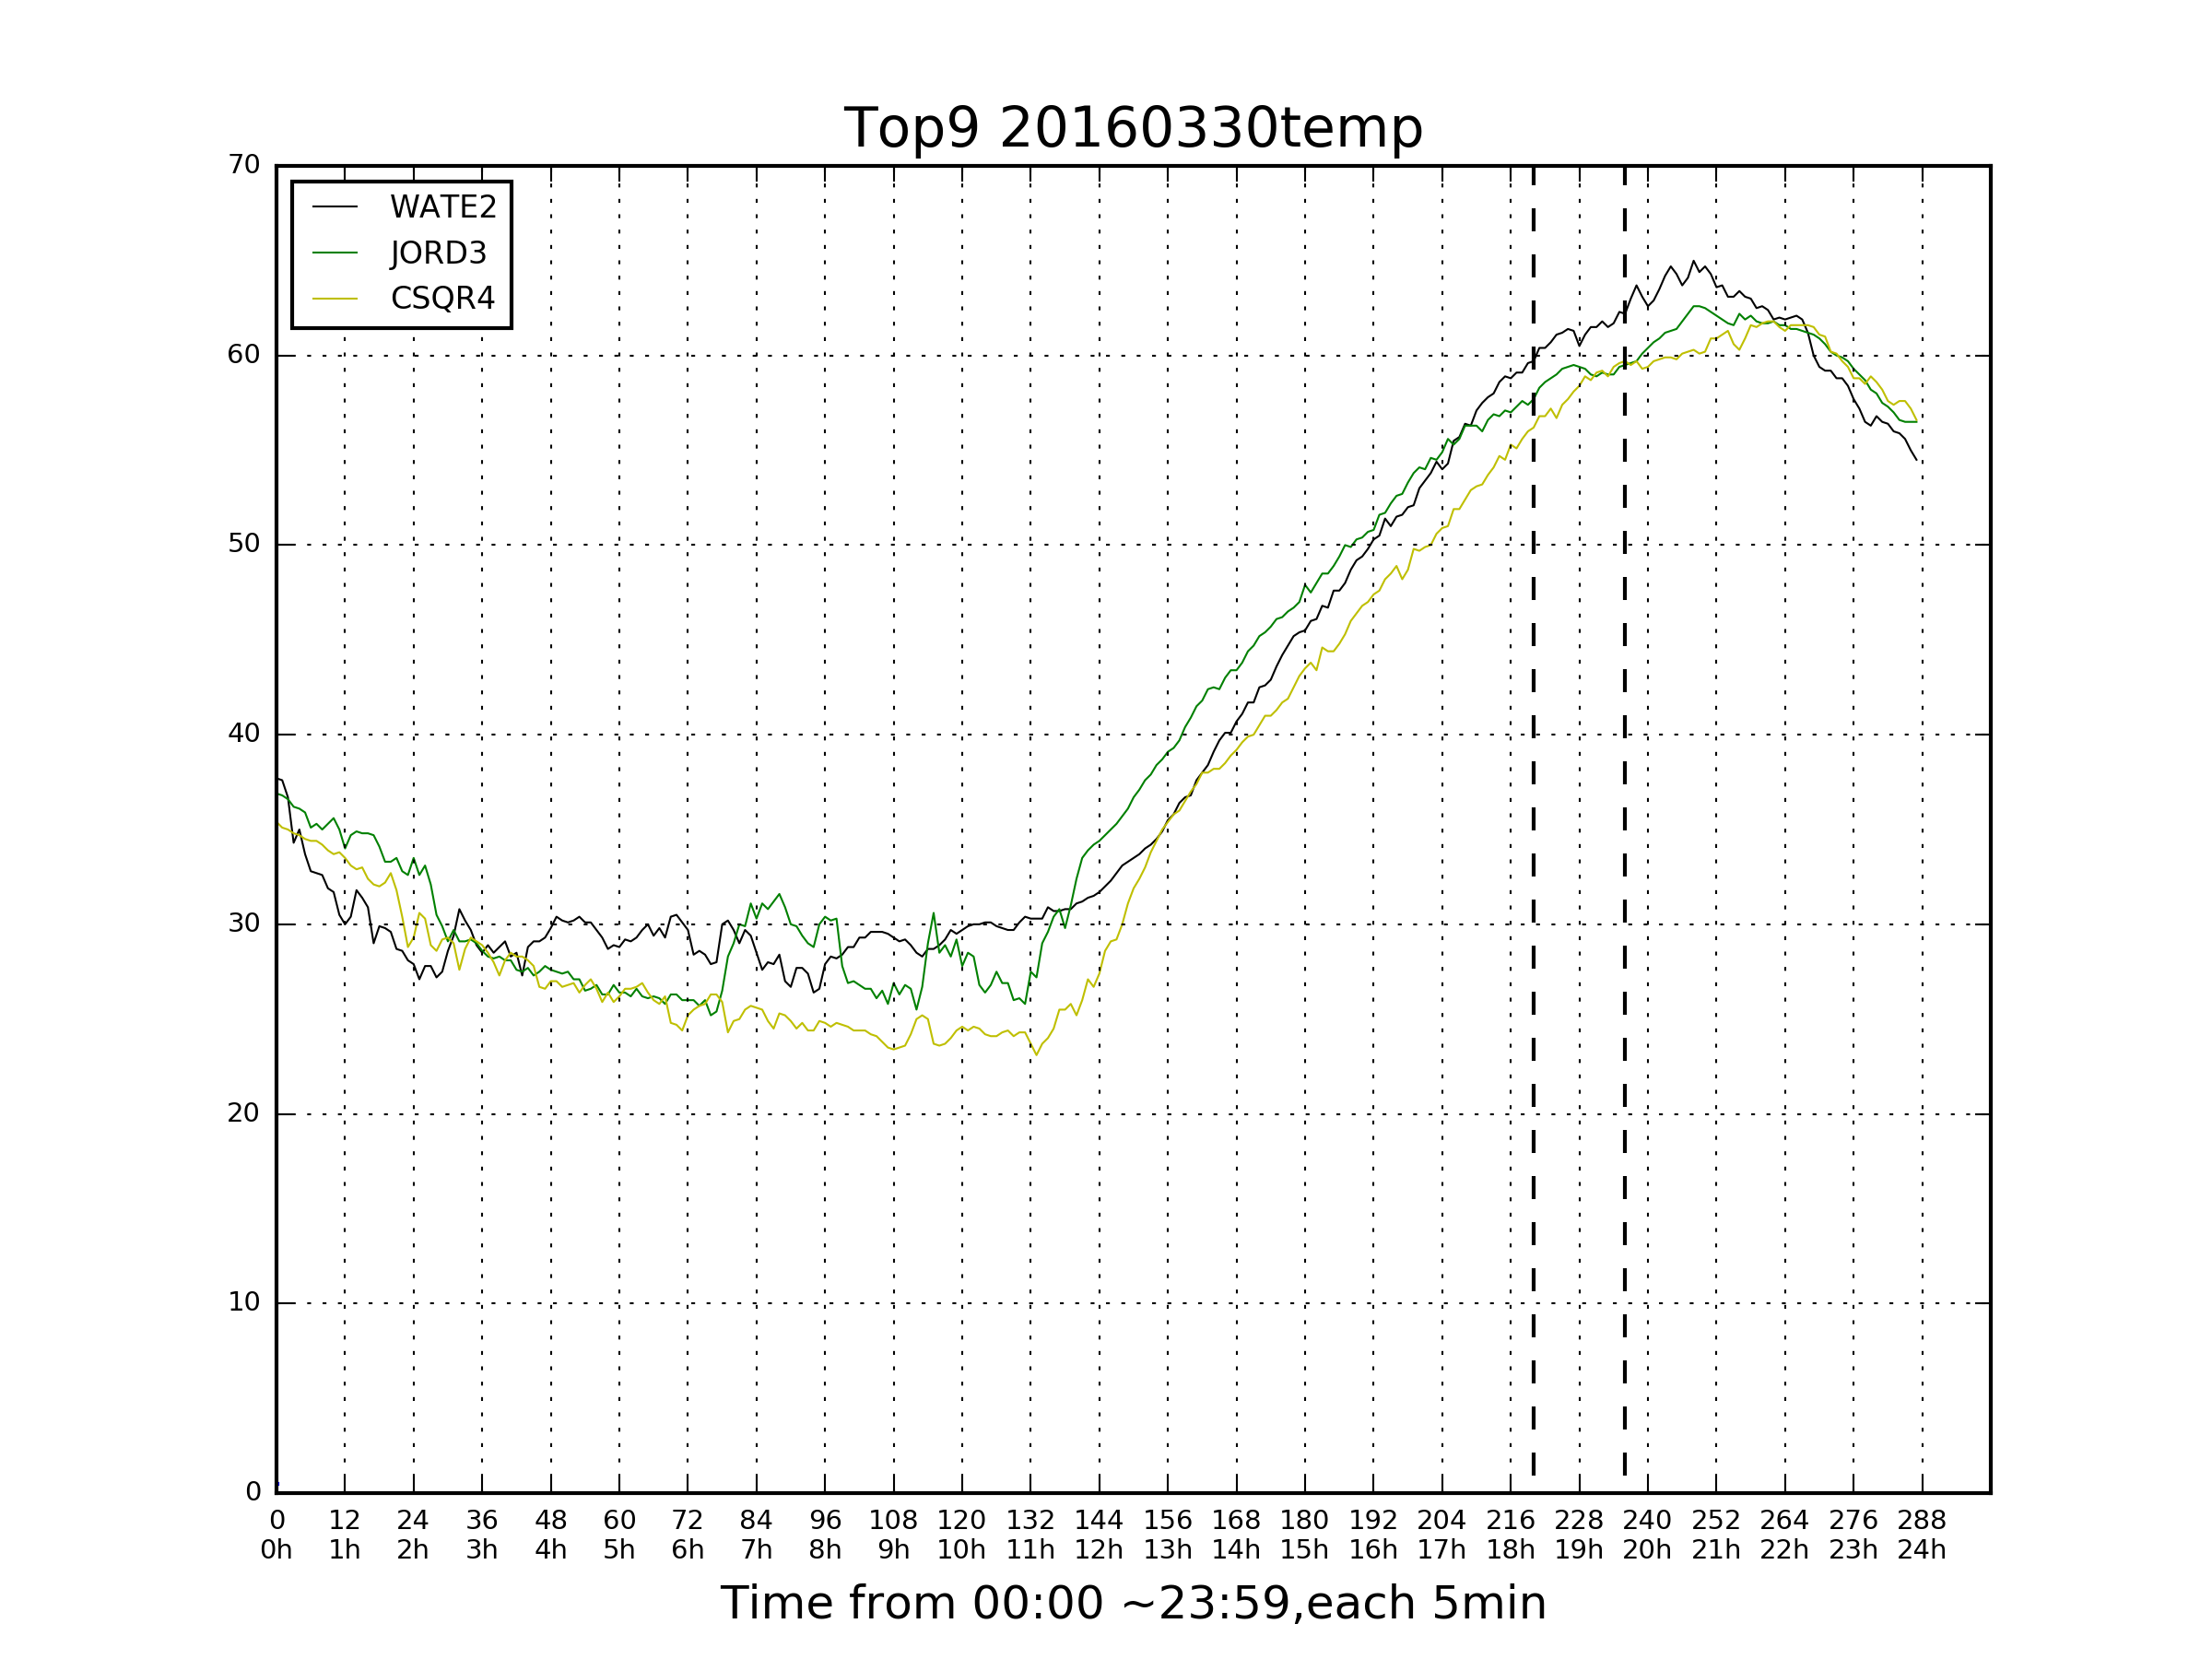 Top9 20160330temp
70
60
50
40
30
20
10
0
WATE2
JORD3
CSQR4
0 12 24 36 48 60 72 84 96 108 120 132 144 156 168 180 192 204 216 228 240 252 264 276 288
0h 1h 2h 3h 4h 5h 6h 7h 8h 9h 10h 11h 12h 13h 14h 15h 16h 17h 18h 19h 20h 21h 22h 23h 24h
Time from 00:00 ~23:59,each 5min